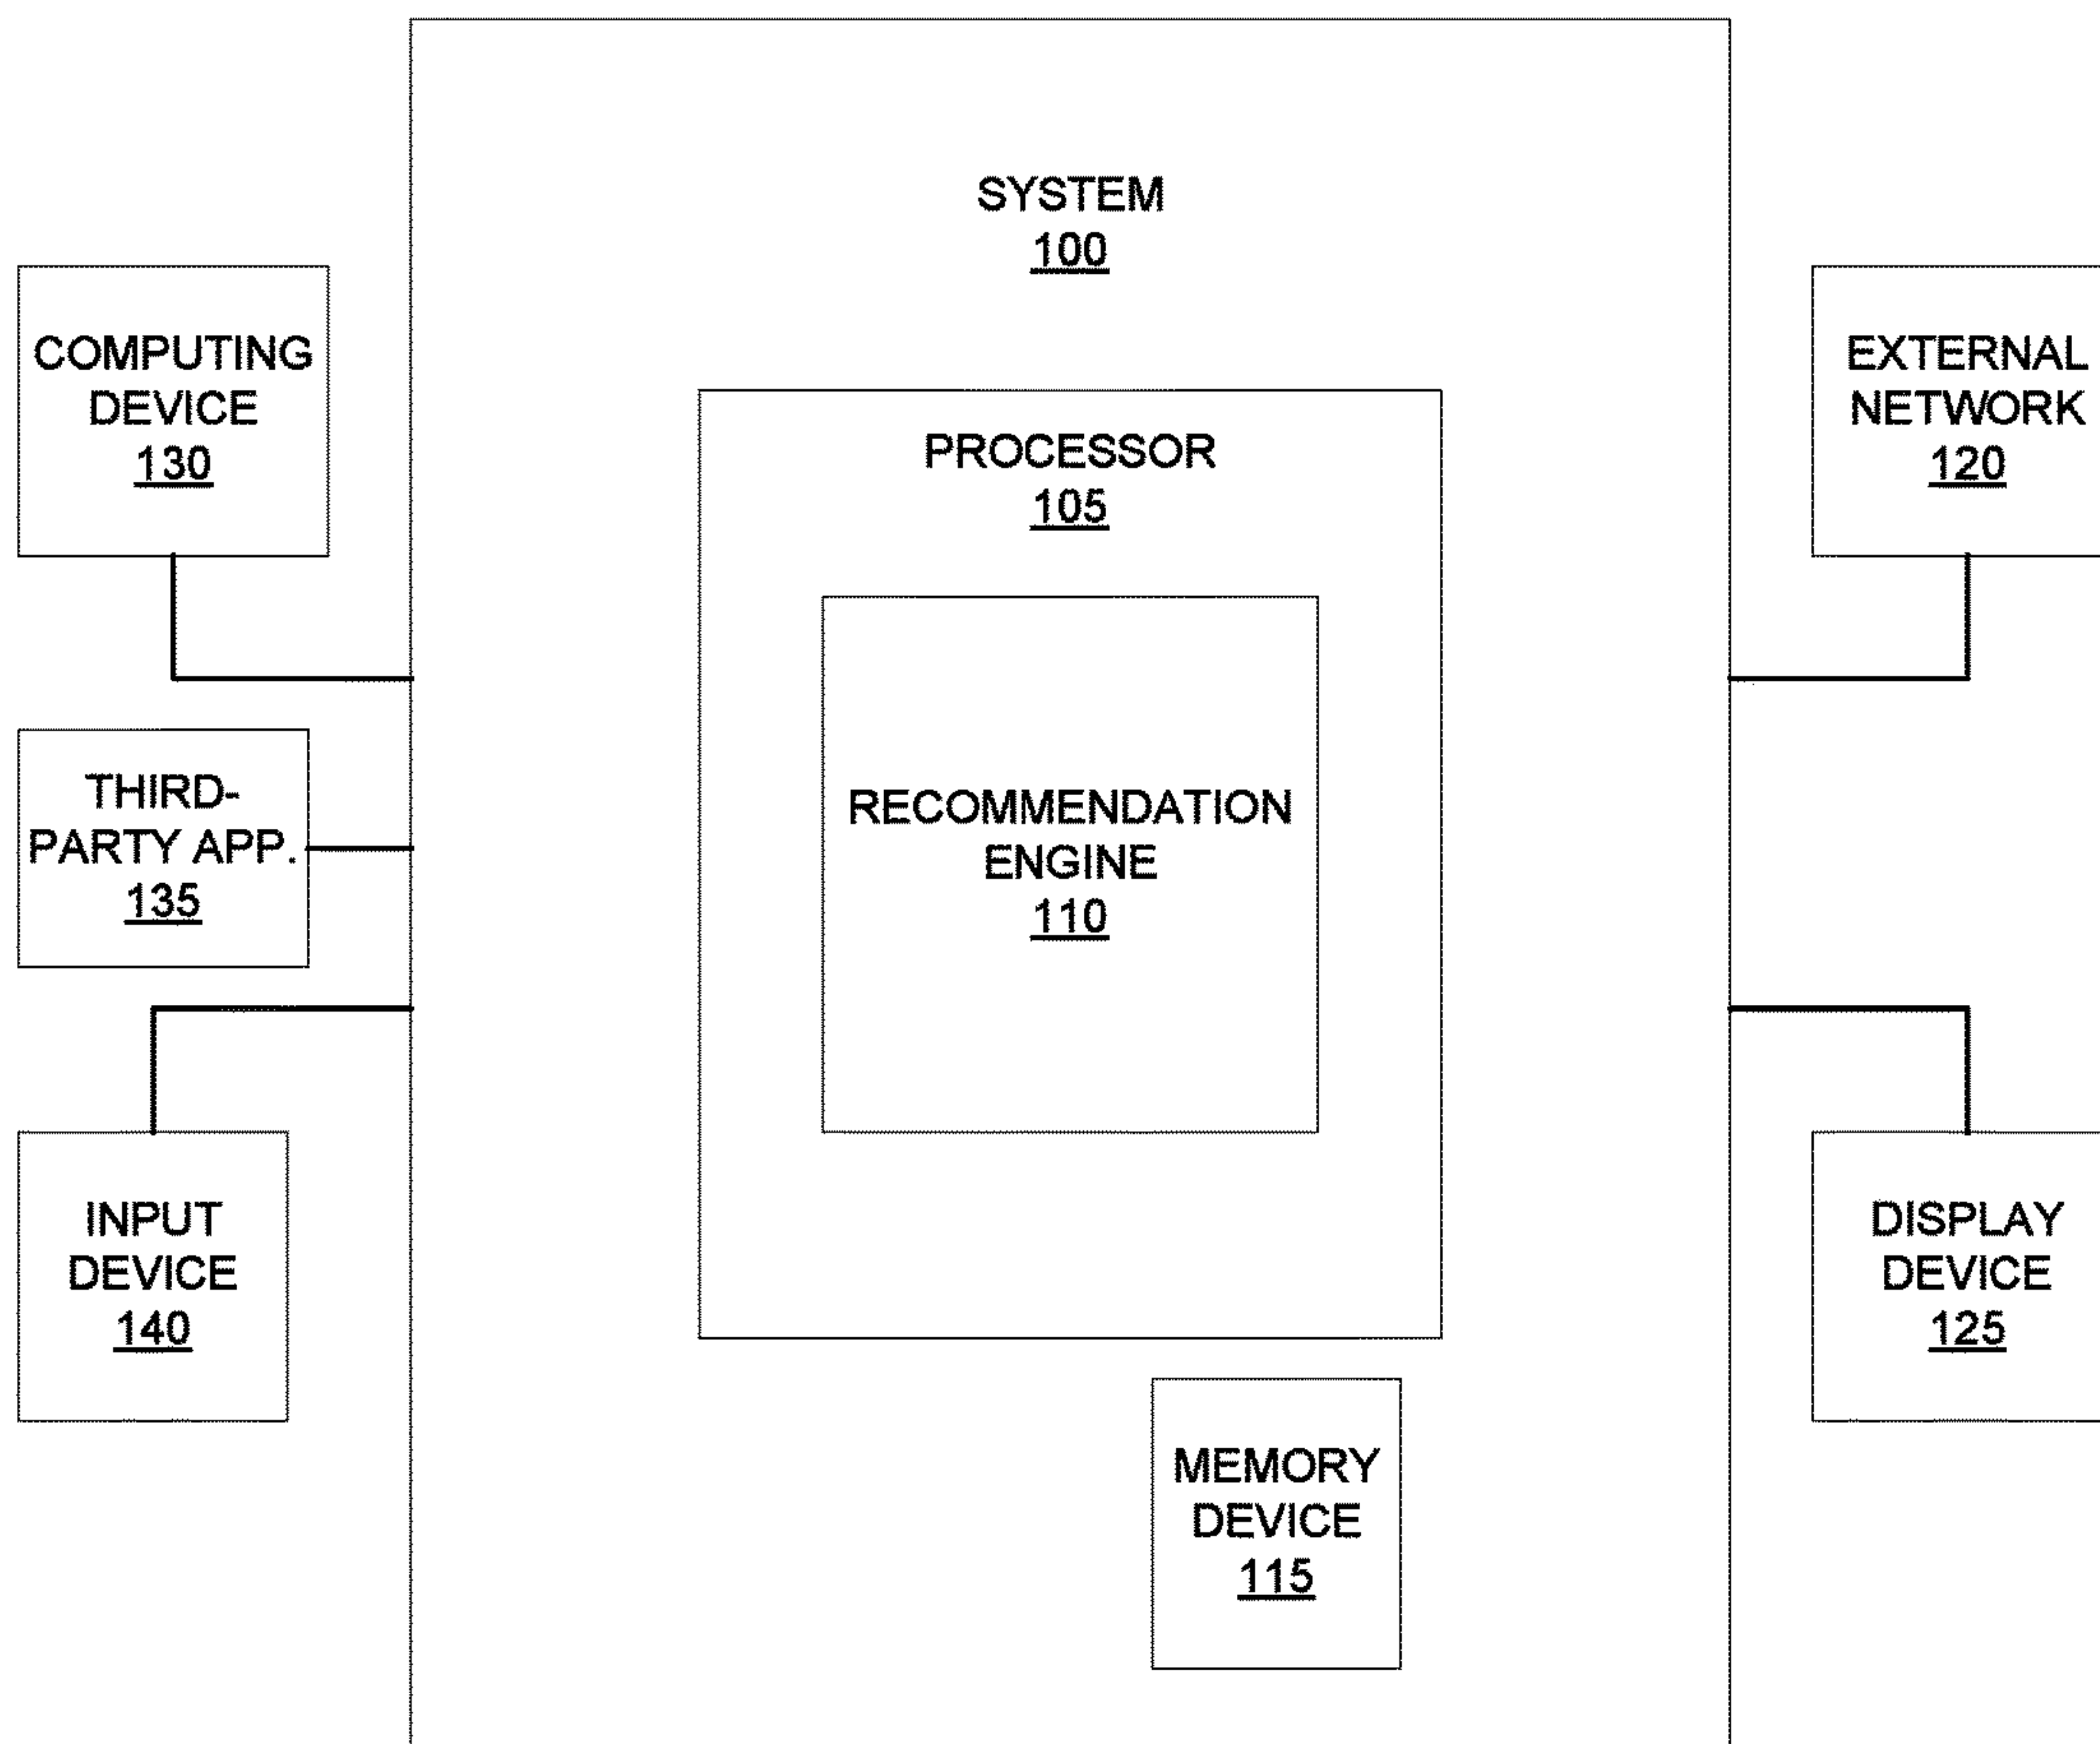 SYSTEM
100
COMPUTING
DEVICE
130
EXTERNAL
NETWORK
120
PROCESSOR
105
THIRD-
PARTY APP.
135
RECOMMENDATION
ENGINE
110
INPUT
DEVICE
140
DISPLAY
DEVICE
125
MEMORY
DEVICE
115